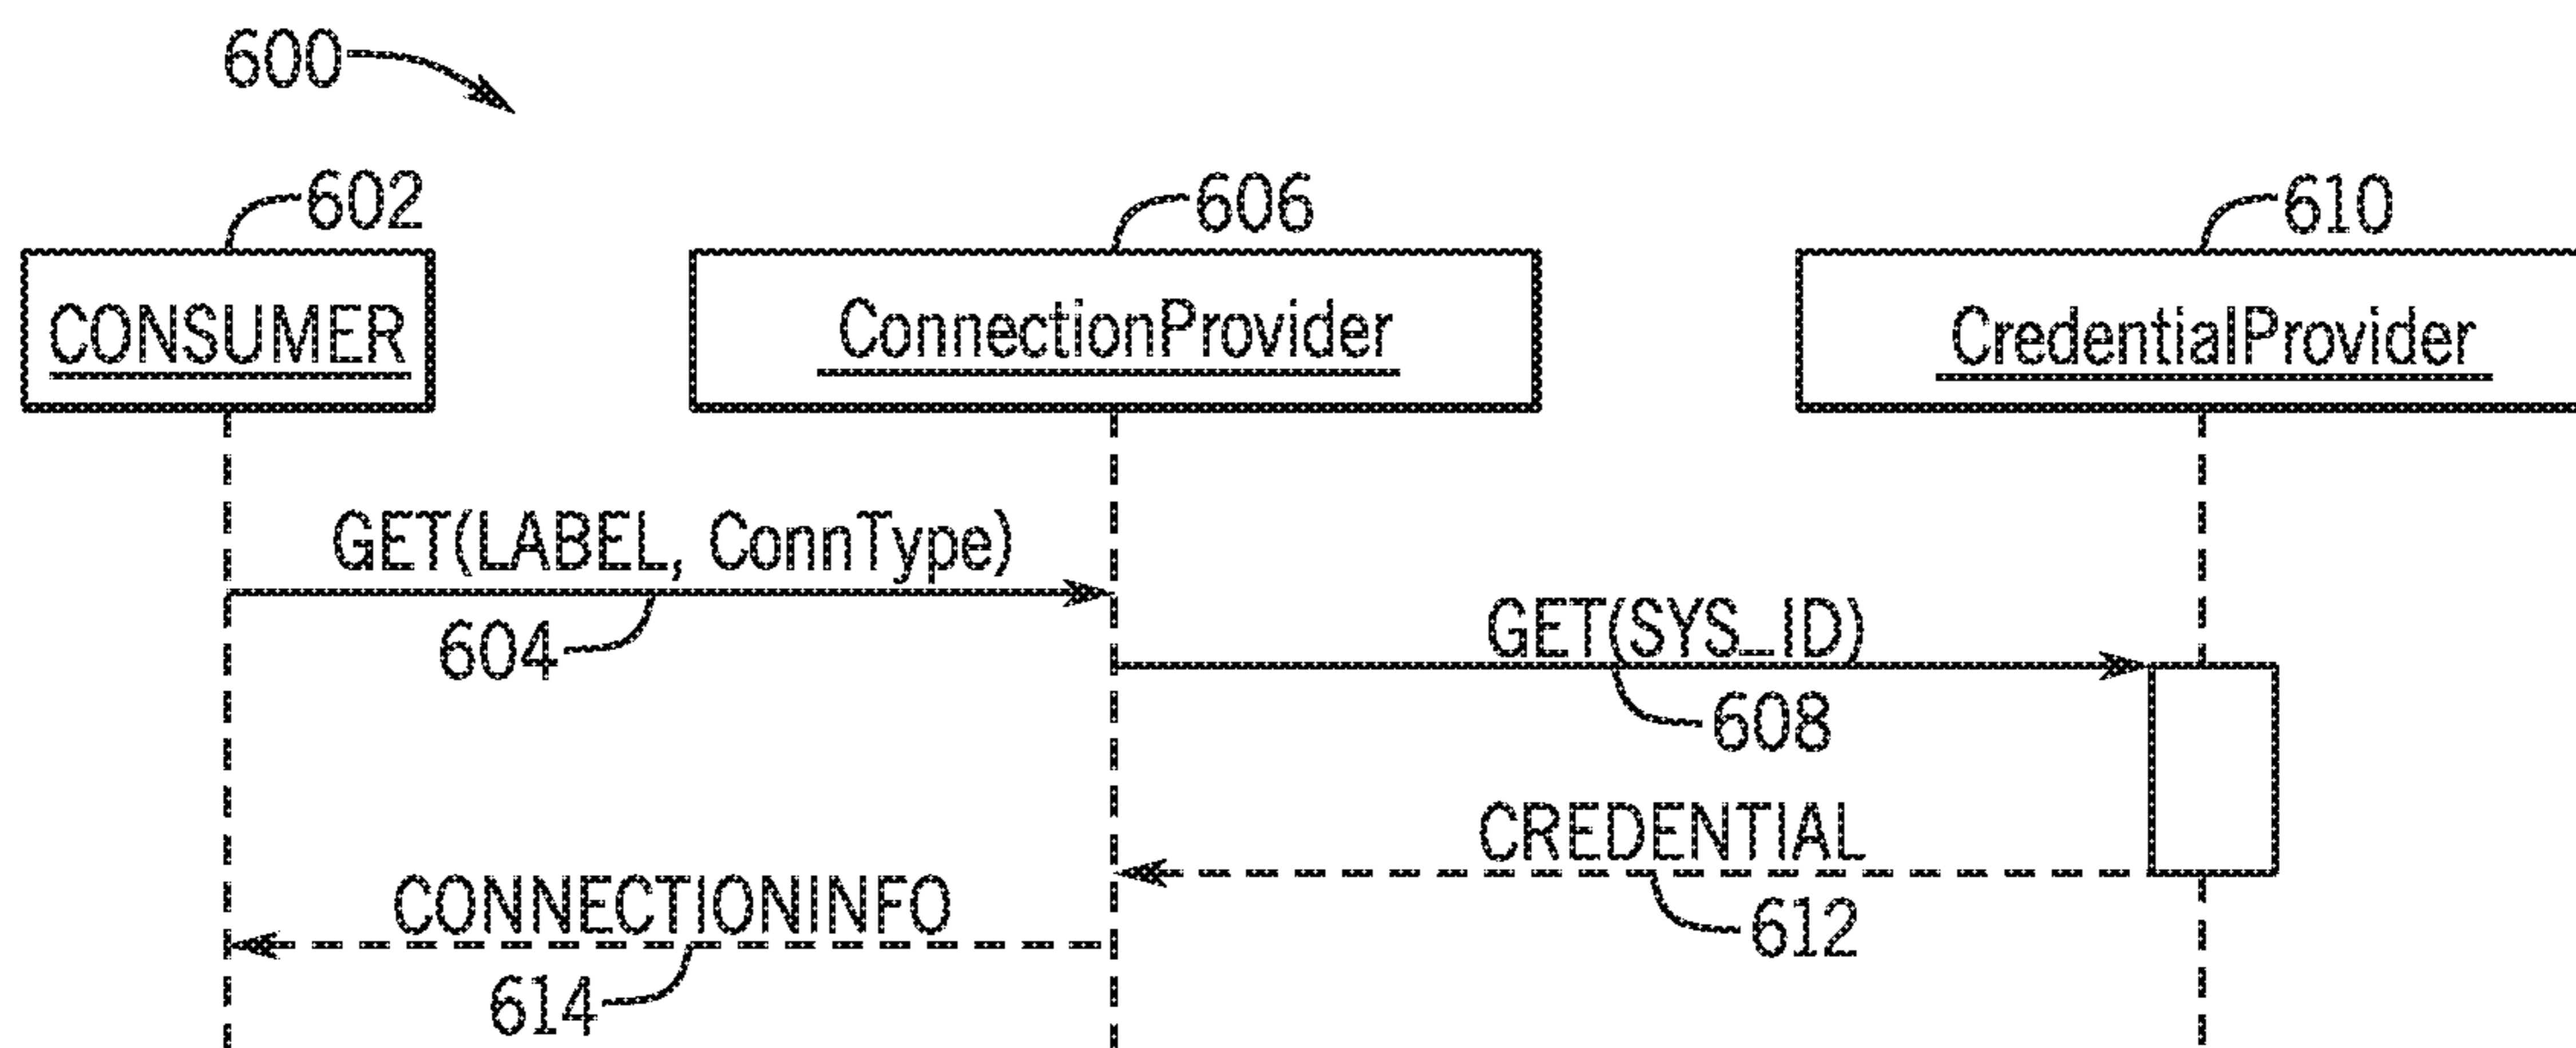 600
602
606
610
CONSUMER
ConnectionProvider
CredentialProvider
GET(LABEL, ConnType)
604
GET(SYS_ID)
608
CREDENTIAL
612
CONNECTIONINFO
614